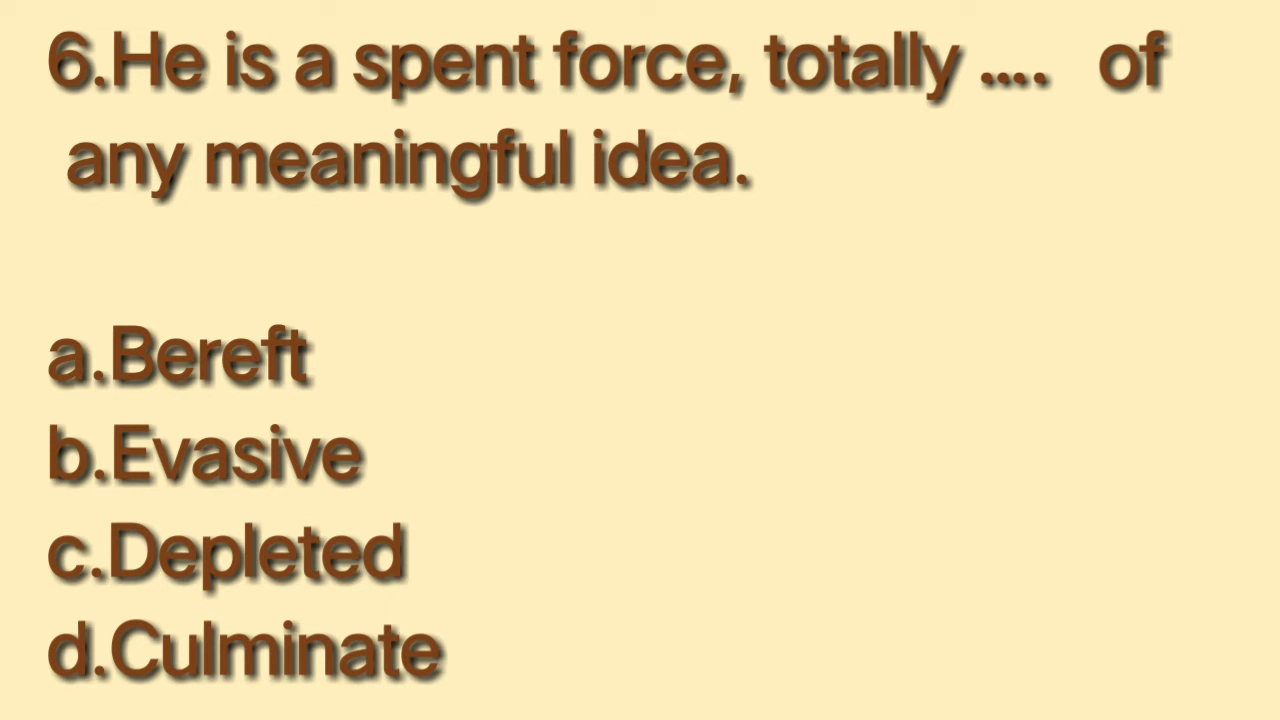 6.He is a spent force, totally ....   of
any meaningful idea.
a.Bereft
b.Evasive
c.Depleted
d.Culminate